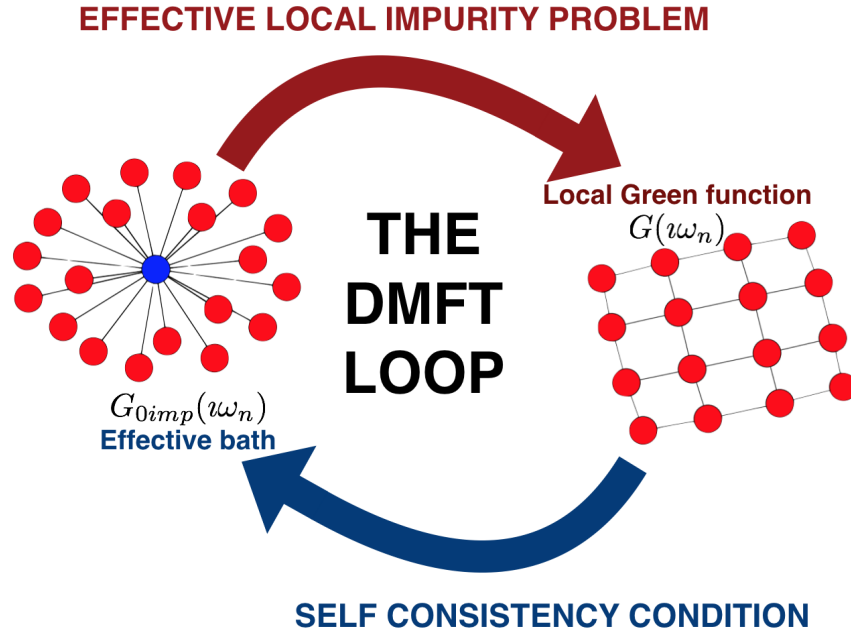 EFFECTIVE LOCAL IMPURITY PROBLEM
Local Green function
G(ıωₙ)
THE
DMFT
LOOP
G₀ᵢₘₚ(ıωₙ)
Effective bath
SELF CONSISTENCY CONDITION